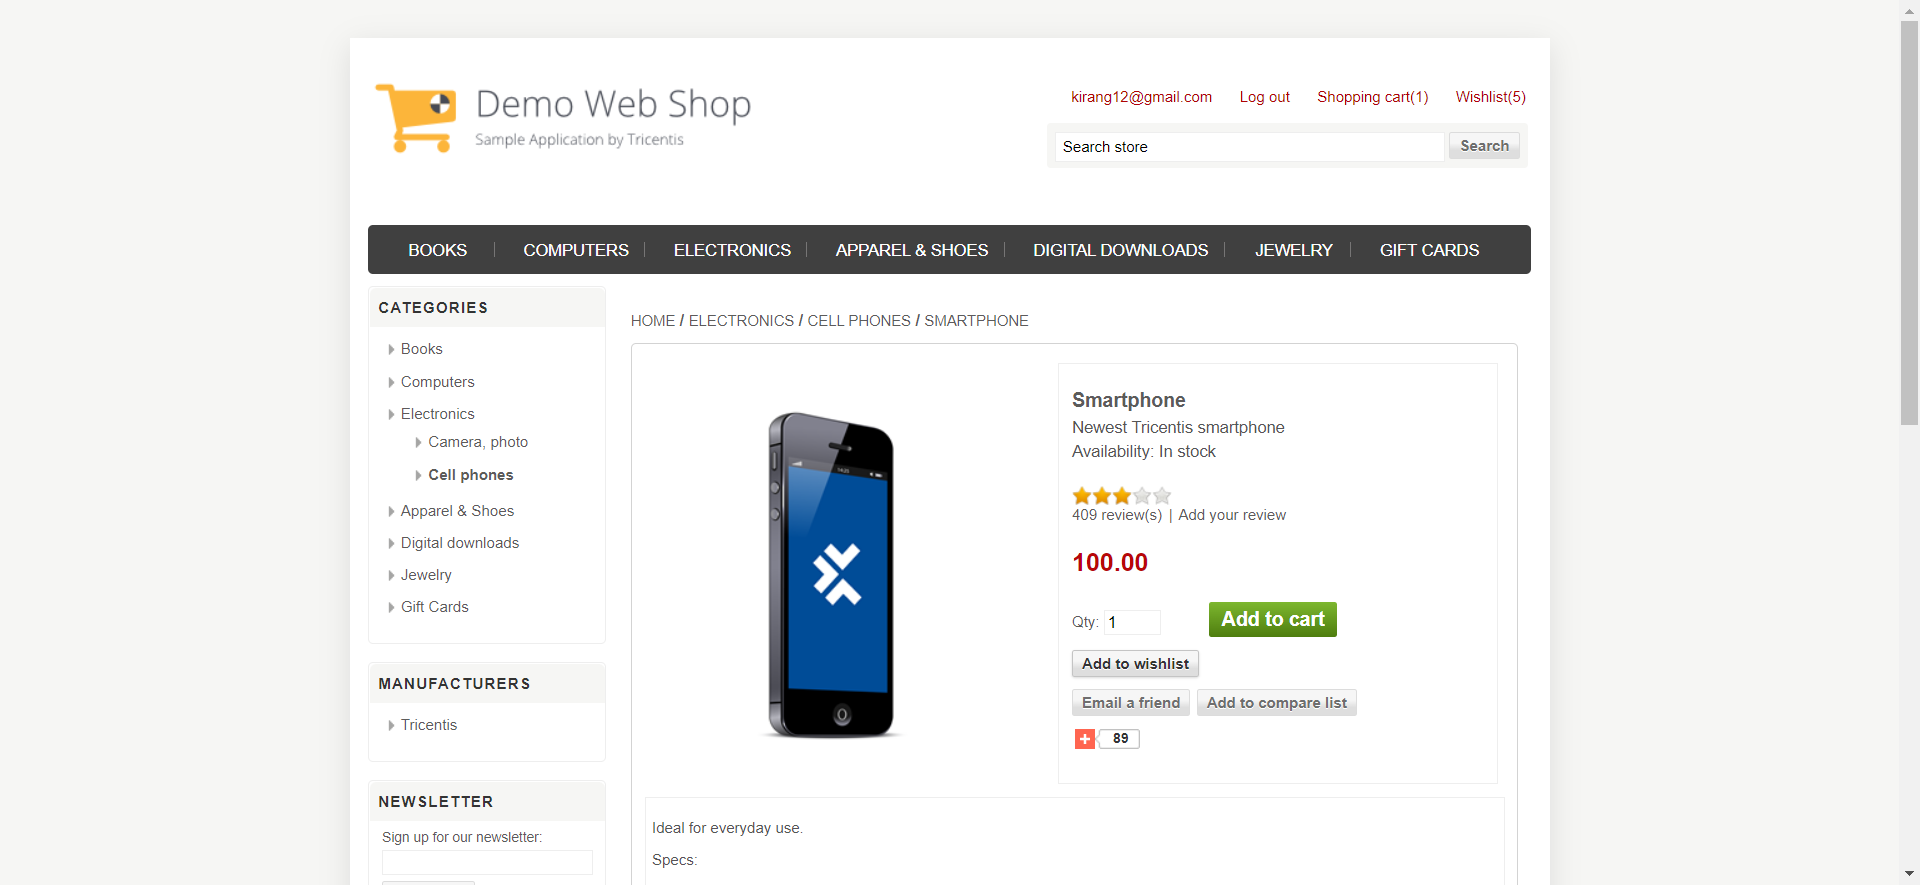 Demo Web Shop
Sample Application by Tricentis
kirang12@gmail.com Log out Shopping cart(1) Wishlist(5)
Search store Search
BOOKS COMPUTERS ELECTRONICS APPAREL & SHOES DIGITAL DOWNLOADS JEWELRY GIFT CARDS
CATEGORIES
Books
Computers
Electronics
Camera, photo
Cell phones
Apparel & Shoes
Digital downloads
Jewelry
Gift Cards
MANUFACTURERS
Tricentis
NEWSLETTER
Sign up for our newsletter:
HOME / ELECTRONICS / CELL PHONES / SMARTPHONE
Smartphone
Newest Tricentis smartphone
Availability: In stock
409 review(s) | Add your review
100.00
Qty: 1 Add to cart
Add to wishlist
Email a friend Add to compare list
89
Ideal for everyday use.
Specs: